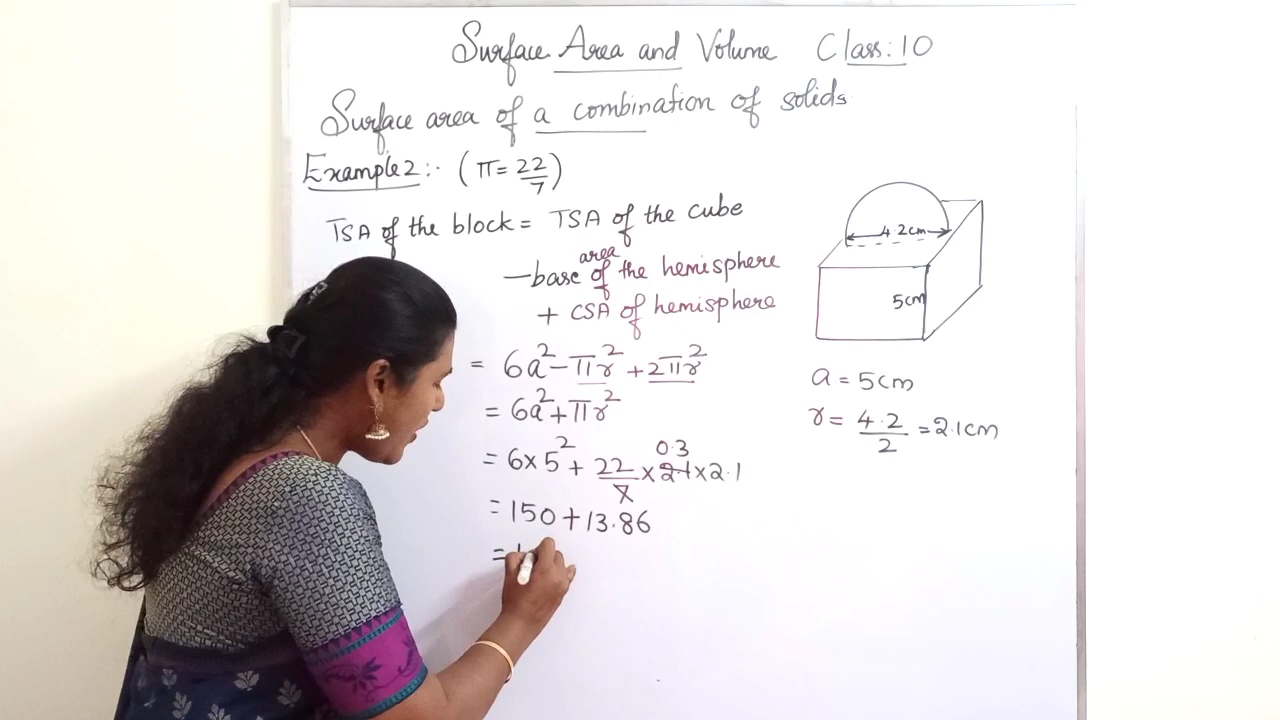 Surface Area and Volume Class:10
Surface area of a combination of solids
Example 2:- (π = 22/7)
TSA of the block = TSA of the cube
- base area of the hemisphere
+ CSA of hemisphere
= 6a² - πr² + 2πr²
= 6a² + πr²
= 6 × 5² + 22/7 × 2.1 × 2.1
0.3
= 150 + 13.86
= 1
4.2cm
5cm
a = 5cm
r = 4.2/2 = 2.1cm